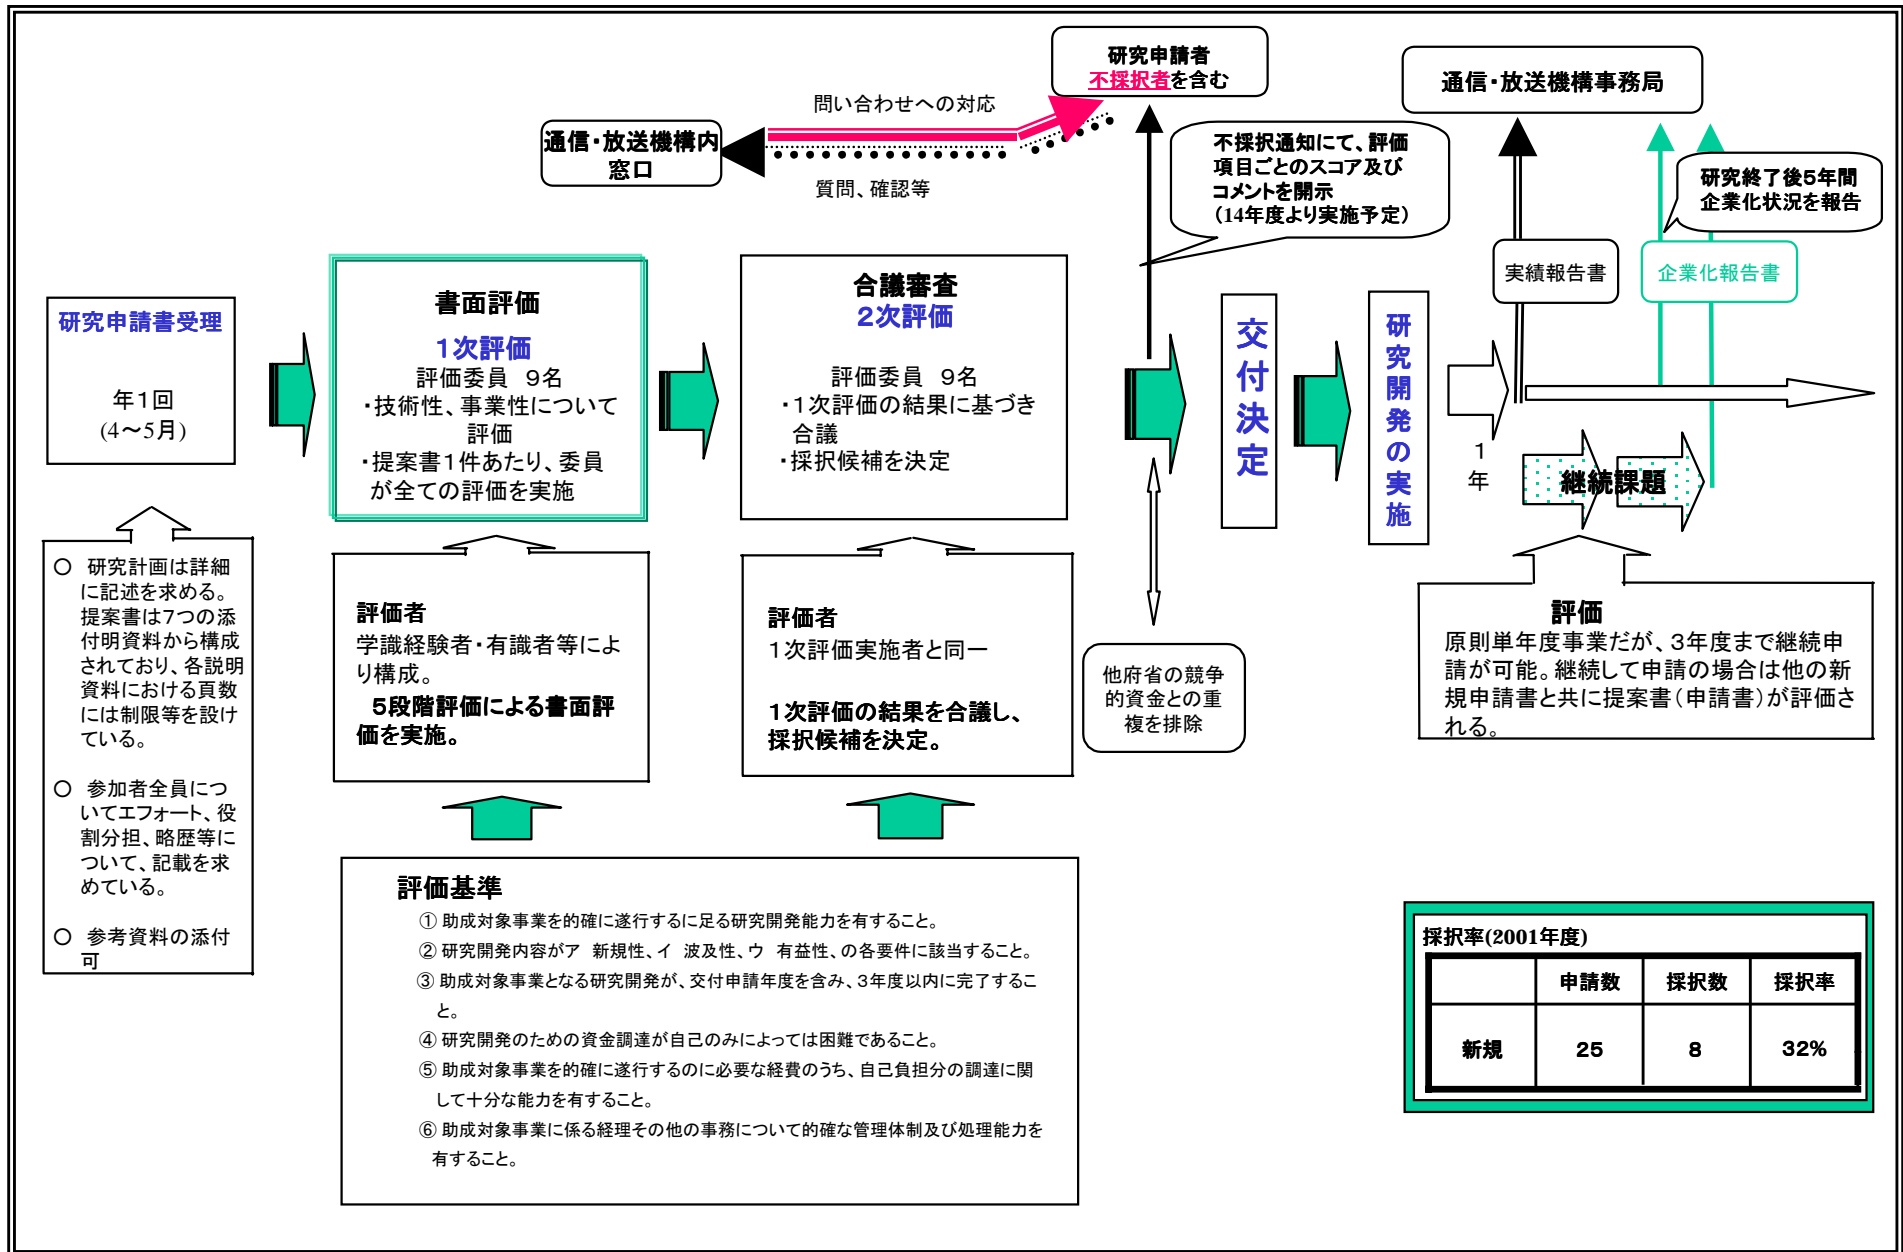 研究申請者
不採択者を含む
通信・放送機構事務局
問い合わせへの対応
通信・放送機構内
窓口
質問、確認等
不採択通知にて、評価
項目ごとのスコア及び
コメントを開示
(14年度より実施予定)
研究終了後5年間
企業化状況を報告
実績報告書
企業化報告書
研究申請書受理
年1回
(4～5月)
書面評価
1次評価
評価委員 9名
・技術性、事業性について
評価
・提案書1件あたり、委員
が全ての評価を実施
合議審査
2次評価
評価委員 9名
・1次評価の結果に基づき
合議
・採択候補を決定
交付決定
研究開発の実施
1
年
継続課題
○ 研究計画は詳細
に記述を求める。
提案書は7つの添
付明資料から構成
されており、各説明
資料における頁数
には制限等を設け
ている。
○ 参加者全員につ
いてエフォート、役
割分担、略歴等に
ついて、記載を求
めている。
○ 参考資料の添付
可
評価者
学識経験者・有識者等によ
り構成。
5段階評価による書面評
価を実施。
評価者
1次評価実施者と同一
1次評価の結果を合議し、
採択候補を決定。
他府省の競争
的資金との重
複を排除
評価
原則単年度事業だが、3年度まで継続申
請が可能。継続して申請の場合は他の新
規申請書と共に提案書(申請書)が評価さ
れる。
評価基準
① 助成対象事業を的確に遂行するに足る研究開発能力を有すること。
② 研究開発内容がア 新規性、イ 波及性、ウ 有益性、の各要件に該当すること。
③ 助成対象事業となる研究開発が、交付申請年度を含み、3年度以内に完了するこ
と。
④ 研究開発のための資金調達が自己のみによっては困難であること。
⑤ 助成対象事業を的確に遂行するのに必要な経費のうち、自己負担分の調達に関
して十分な能力を有すること。
⑥ 助成対象事業に係る経理その他の事務について的確な管理体制及び処理能力を
有すること。
採択率(2001年度)
申請数 採択数 採択率
新規 25 8 32%